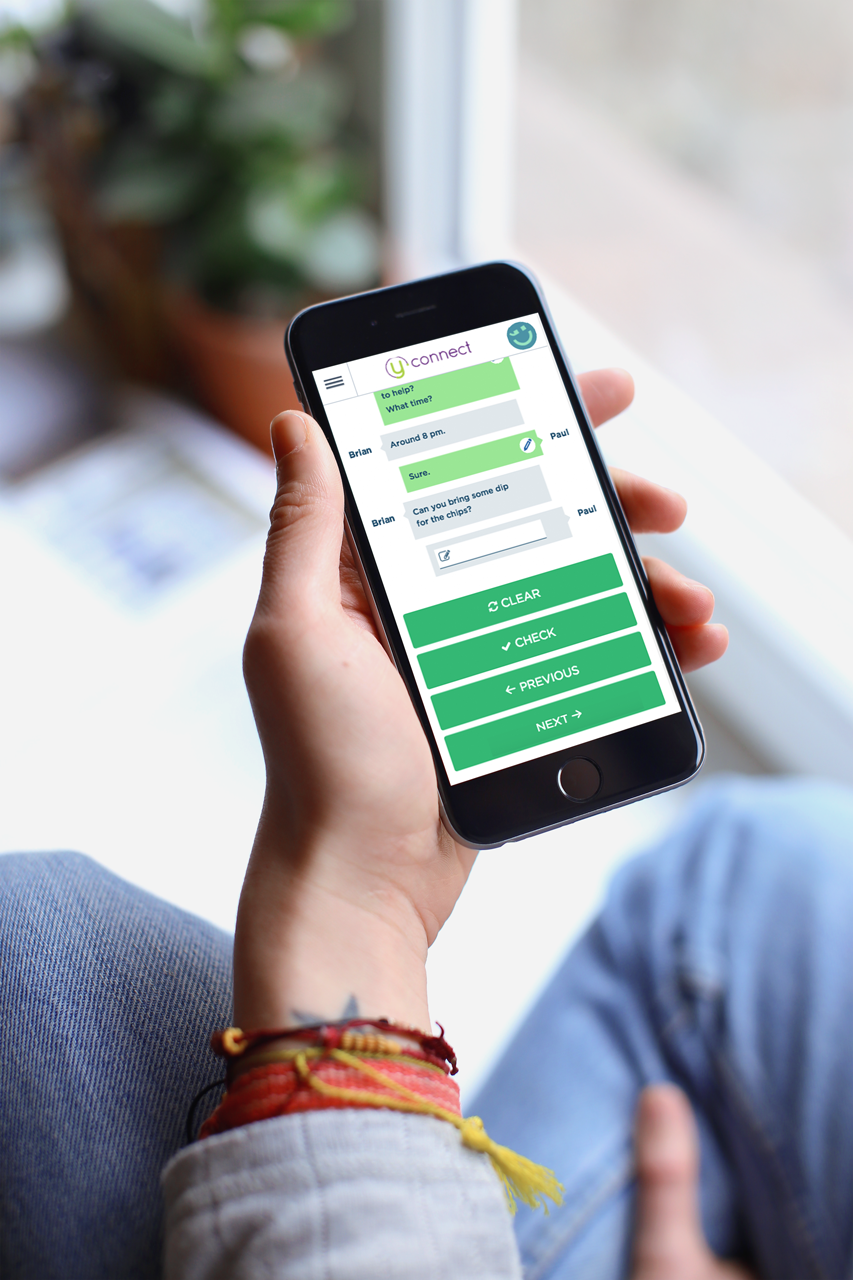 y connect
to help?
What time?
Brian
Around 8 pm.
Paul
Sure.
Brian
Can you bring some dip
for the chips?
Paul
CLEAR
CHECK
← PREVIOUS
NEXT →